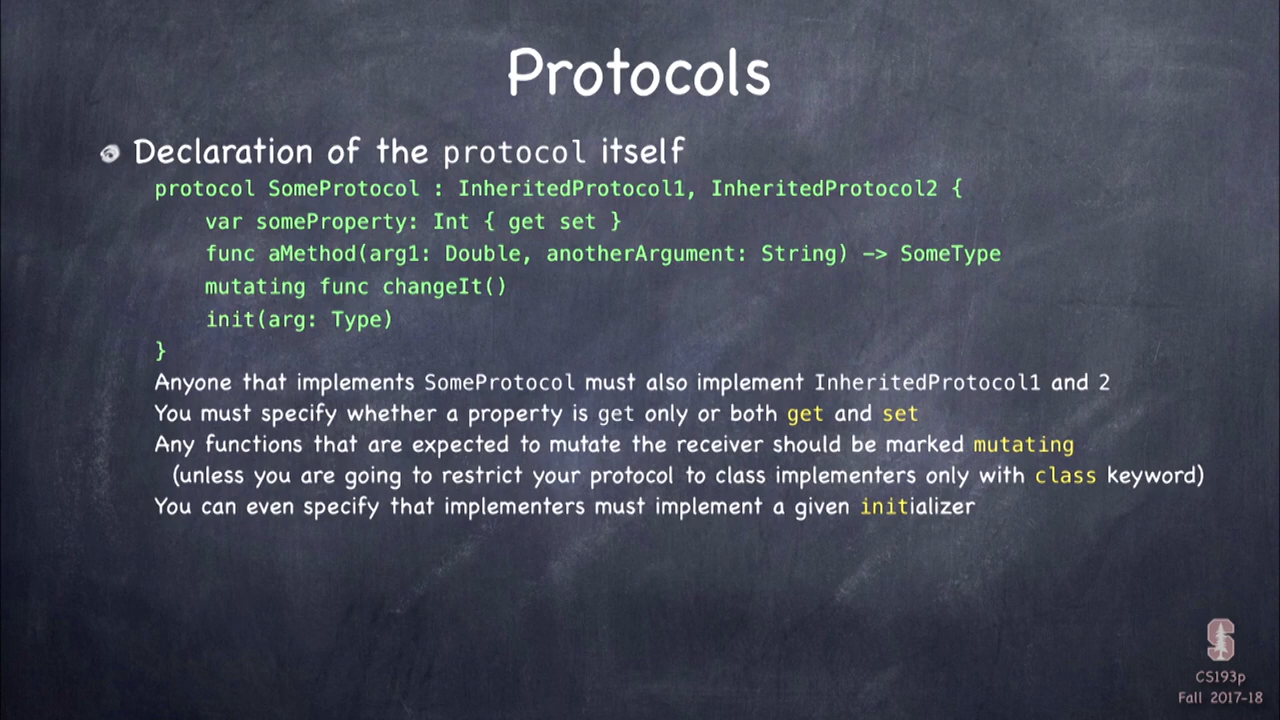 Protocols
Declaration of the protocol itself
protocol SomeProtocol : InheritedProtocol1, InheritedProtocol2 {
var someProperty: Int { get set }
func aMethod(arg1: Double, anotherArgument: String) -> SomeType
mutating func changeIt()
init(arg: Type)
}
Anyone that implements SomeProtocol must also implement InheritedProtocol1 and 2
You must specify whether a property is get only or both get and set
Any functions that are expected to mutate the receiver should be marked mutating
(unless you are going to restrict your protocol to class implementers only with class keyword)
You can even specify that implementers must implement a given initializer
S
CS193p
Fall 2017-18